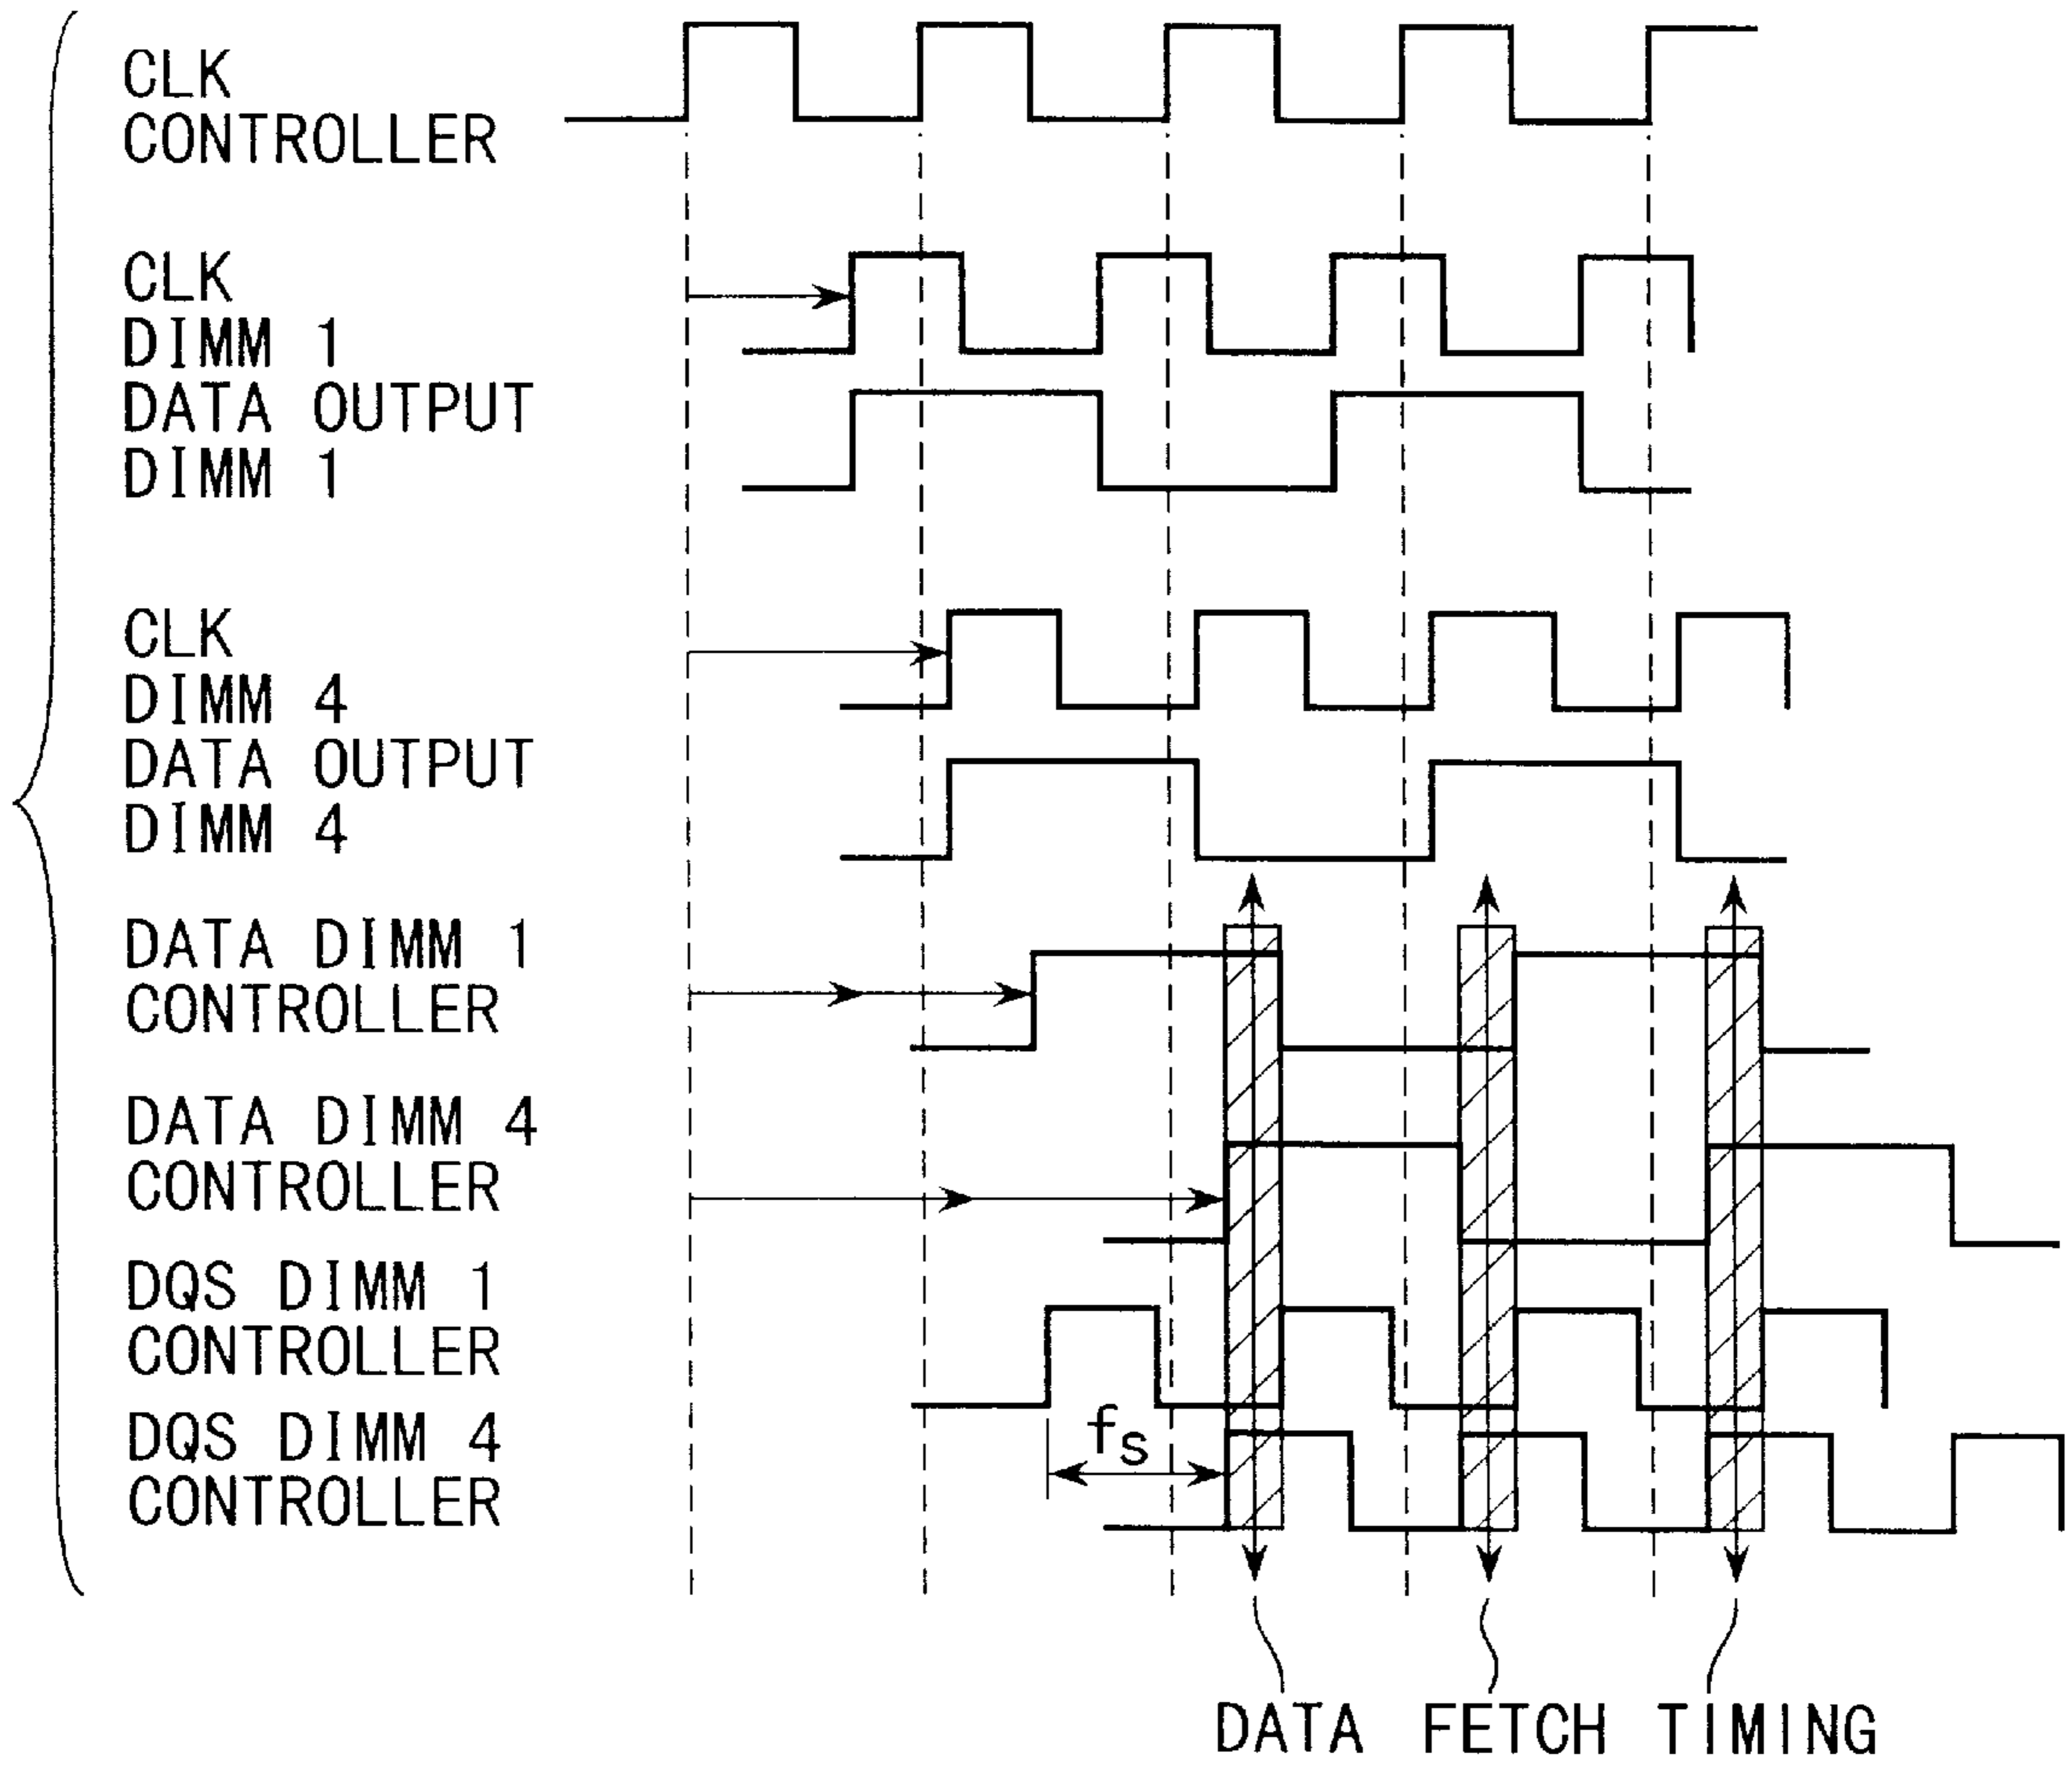 CLK
CONTROLLER
CLK
DIMM 1
DATA OUTPUT
DIMM 1
CLK
DIMM 4
DATA OUTPUT
DIMM 4
DATA DIMM 1
CONTROLLER
DATA DIMM 4
CONTROLLER
DQS DIMM 1
CONTROLLER
DQS DIMM 4
CONTROLLER
fs
DATA FETCH TIMING